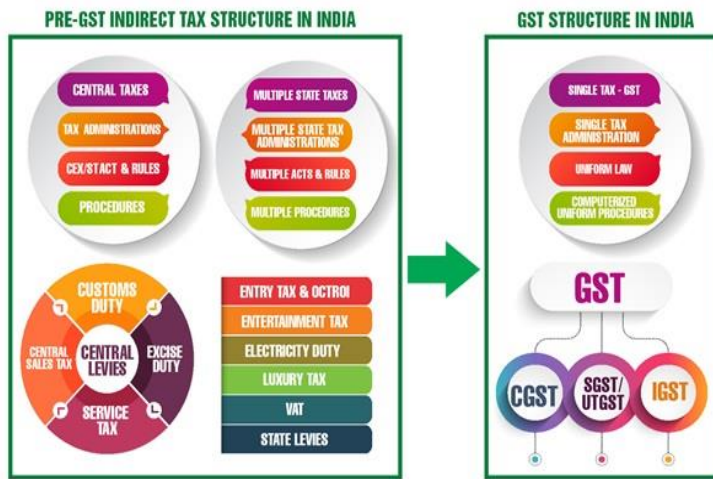 PRE-GST INDIRECT TAX STRUCTURE IN INDIA
CENTRAL TAXES
TAX ADMINISTRATIONS
CEX/STACT & RULES
PROCEDURES
MULTIPLE STATE TAXES
MULTIPLE STATE TAX
ADMINISTRATIONS
MULTIPLE ACTS & RULES
MULTIPLE PROCEDURES
CUSTOMS
DUTY
CENTRAL
SALES TAX
CENTRAL
LEVIES
EXCISE
DUTY
SERVICE
TAX
ENTRY TAX & OCTROI
ENTERTAINMENT TAX
ELECTRICITY DUTY
LUXURY TAX
VAT
STATE LEVIES
GST STRUCTURE IN INDIA
SINGLE TAX - GST
SINGLE TAX
ADMINISTRATION
UNIFORM LAW
COMPUTERIZED
UNIFORM PROCEDURES
GST
CGST
SGST/
UTGST
IGST